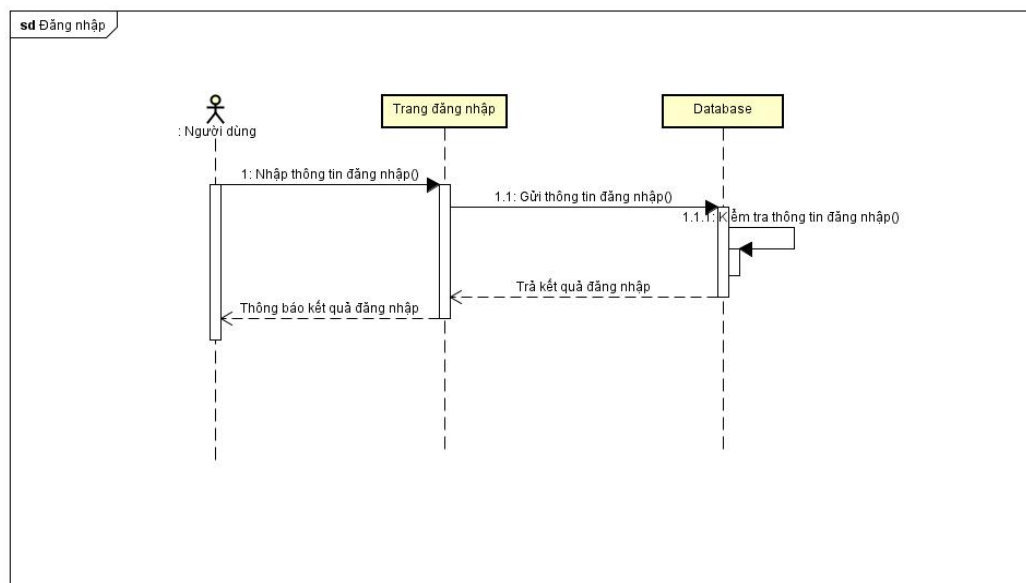 sd Đăng nhập
: Người dùng
Trang đăng nhập
Database
1: Nhập thông tin đăng nhập()
1.1: Gửi thông tin đăng nhập()
1.1.1: Kiểm tra thông tin đăng nhập()
Trả kết quả đăng nhập
Thông báo kết quả đăng nhập